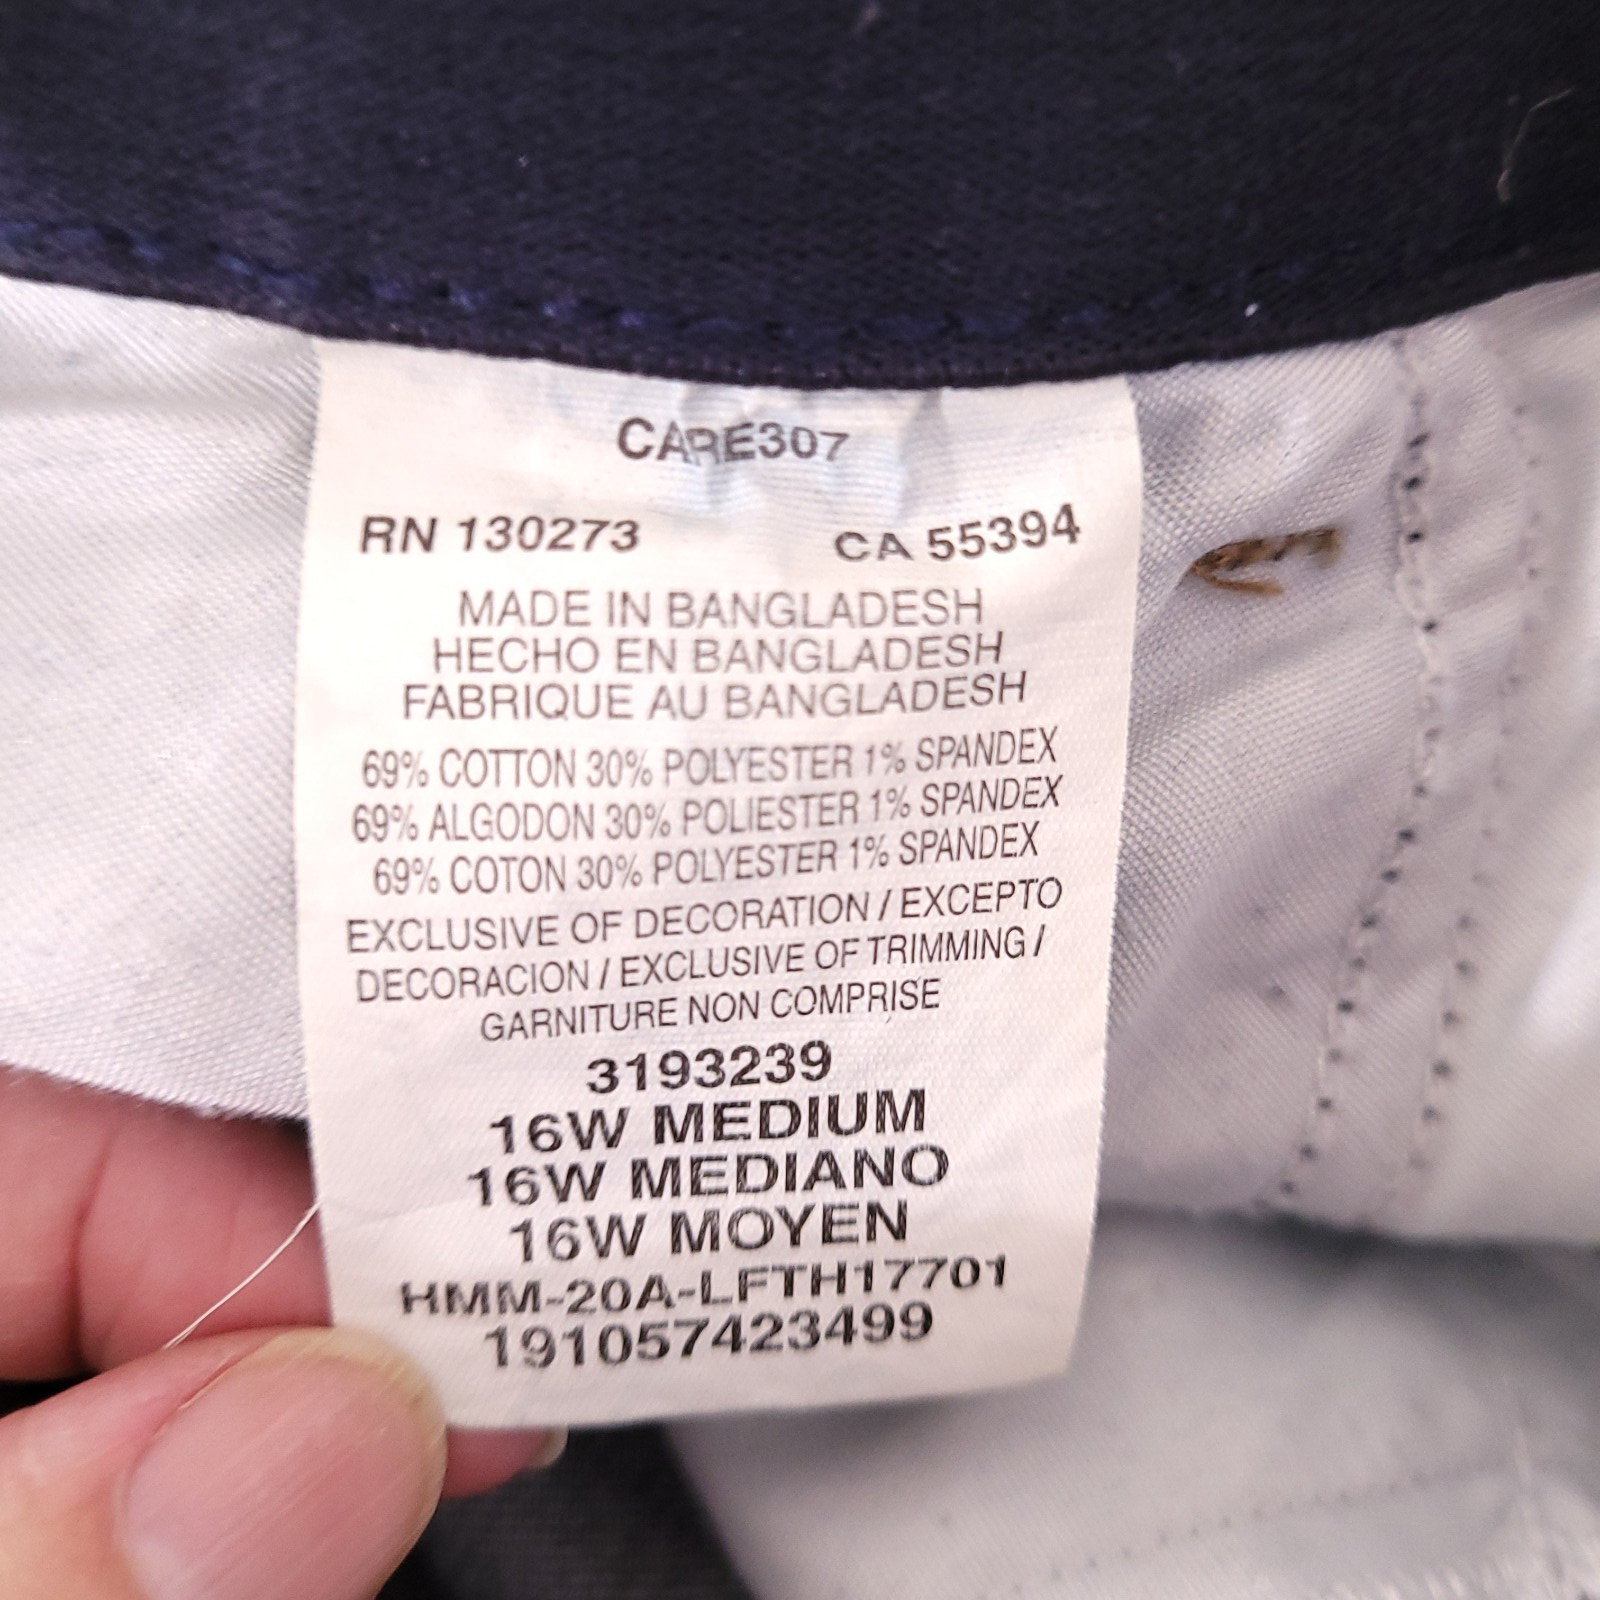 CARE307
RN 130273 CA 55394
MADE IN BANGLADESH
HECHO EN BANGLADESH
FABRIQUE AU BANGLADESH
69% COTTON 30% POLYESTER 1% SPANDEX
69% ALGODON 30% POLIESTER 1% SPANDEX
69% COTON 30% POLYESTER 1% SPANDEX
EXCLUSIVE OF DECORATION / EXCEPTO
DECORACION / EXCLUSIVE OF TRIMMING /
GARNITURE NON COMPRISE
3193239
16W MEDIUM
16W MEDIANO
16W MOYEN
HMM-20A-LFTH17701
191057423499